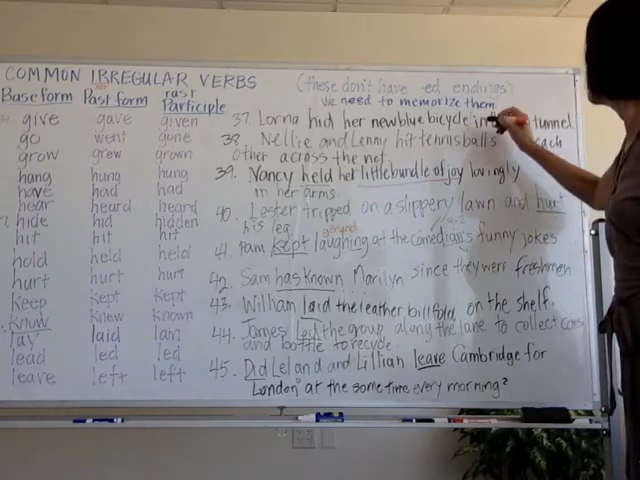 COMMON IRREGULAR VERBS
(these don't have -ed endings)
we need to memorize them
Base form Past form Past Participle
give gave given
go went gone
grow grew grown
hang hung hung
have had had
hear heard heard
hide hid hidden
hit hit hit
hold held held
hurt hurt hurt
keep kept kept
know knew known
lay laid lain
lead led led
leave left left
37. Lorna hid her new blue bicycle in tunnel
38. Nellie and Lenny hit tennis balls each
other across the net
39. Nancy held her little bundle of joy lovingly
in her arms
40. Lester tripped on a slippery lawn and hurt
his leg
gerund
41. Pam kept laughing at the comedian's funny jokes
42. Sam has known Marilyn since they were freshmen
43. William laid the leather billfold on the shelf.
44. James led the group along the lane to collect cans
and bottle to recycle
45. Did Leland and Lillian leave Cambridge for
London at the same time every morning?